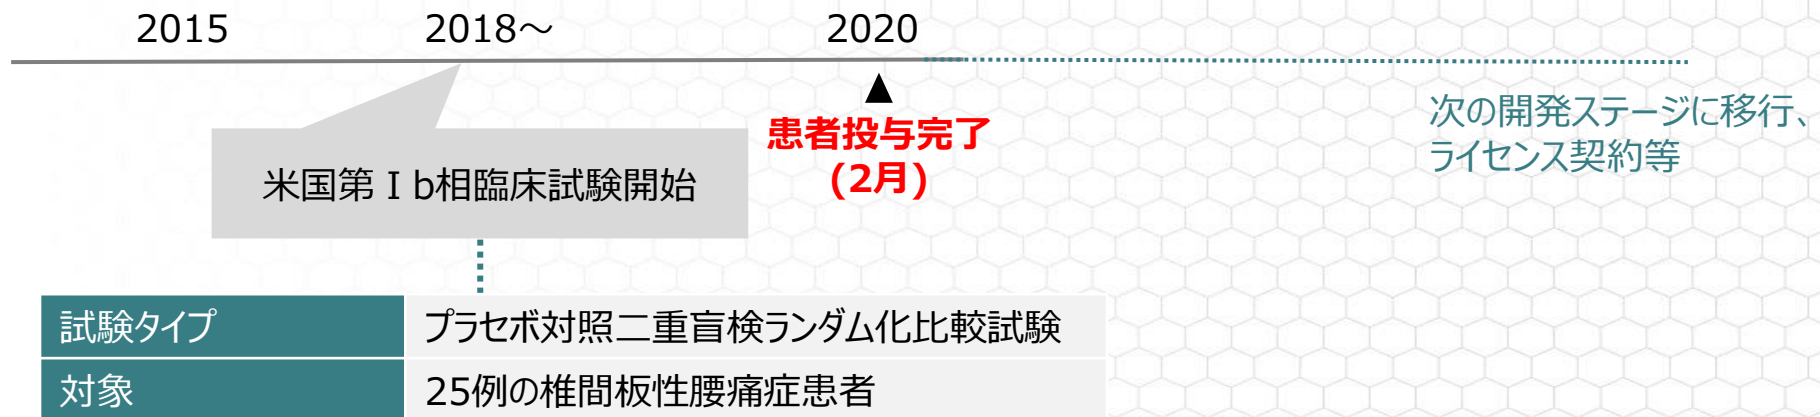 2015 2018～ 2020
患者投与完了
(2月)
次の開発ステージに移行、
ライセンス契約等
米国第Ⅰb相臨床試験開始
試験タイプ プラセボ対照二重盲検ランダム化比較試験
対象 25例の椎間板性腰痛症患者